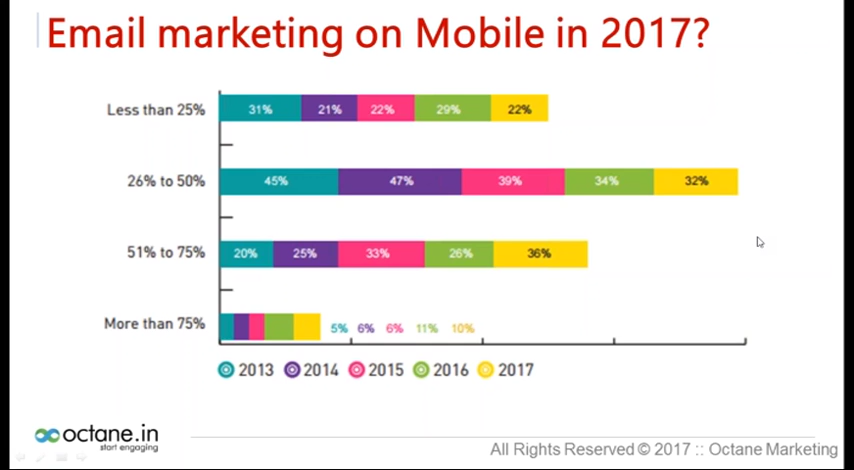 Email marketing on Mobile in 2017?
Less than 25% 31% 21% 22% 29% 22%
26% to 50% 45% 47% 39% 34% 32%
51% to 75% 20% 25% 33% 26% 36%
More than 75% 5% 6% 6% 11% 10%
2013 2014 2015 2016 2017
octane.in
start engaging
All Rights Reserved © 2017 :: Octane Marketing